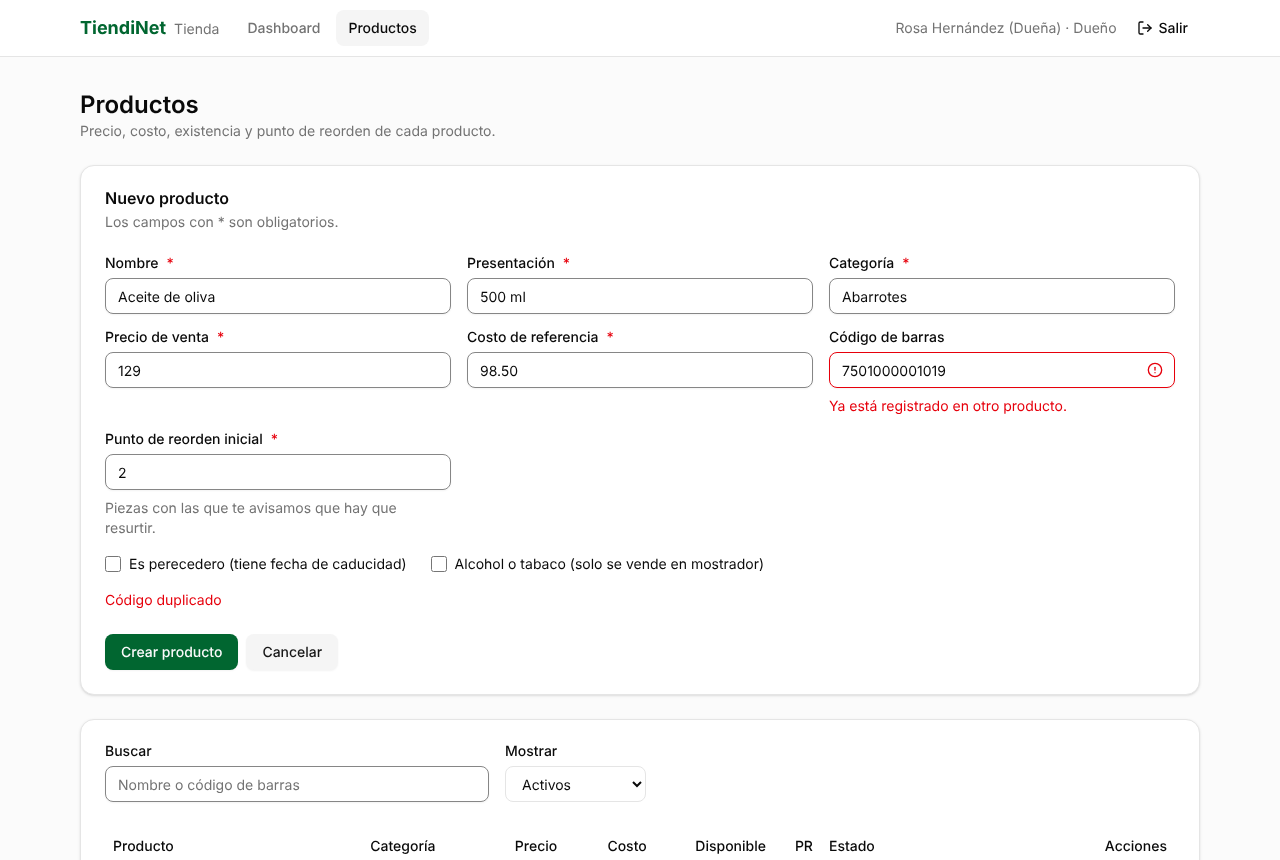 TiendiNet Tienda Dashboard Productos Rosa Hernández (Dueña) · Dueño Salir
Productos
Precio, costo, existencia y punto de reorden de cada producto.
Nuevo producto
Los campos con * son obligatorios.
Nombre * Presentación * Categoría *
Aceite de oliva 500 ml Abarrotes
Precio de venta * Costo de referencia * Código de barras
129 98.50 7501000001019
Ya está registrado en otro producto.
Punto de reorden inicial *
2
Piezas con las que te avisamos que hay que
resurtir.
Es perecedero (tiene fecha de caducidad) Alcohol o tabaco (solo se vende en mostrador)
Código duplicado
Crear producto Cancelar
Buscar Mostrar
Nombre o código de barras Activos
Producto Categoría Precio Costo Disponible PR Estado Acciones